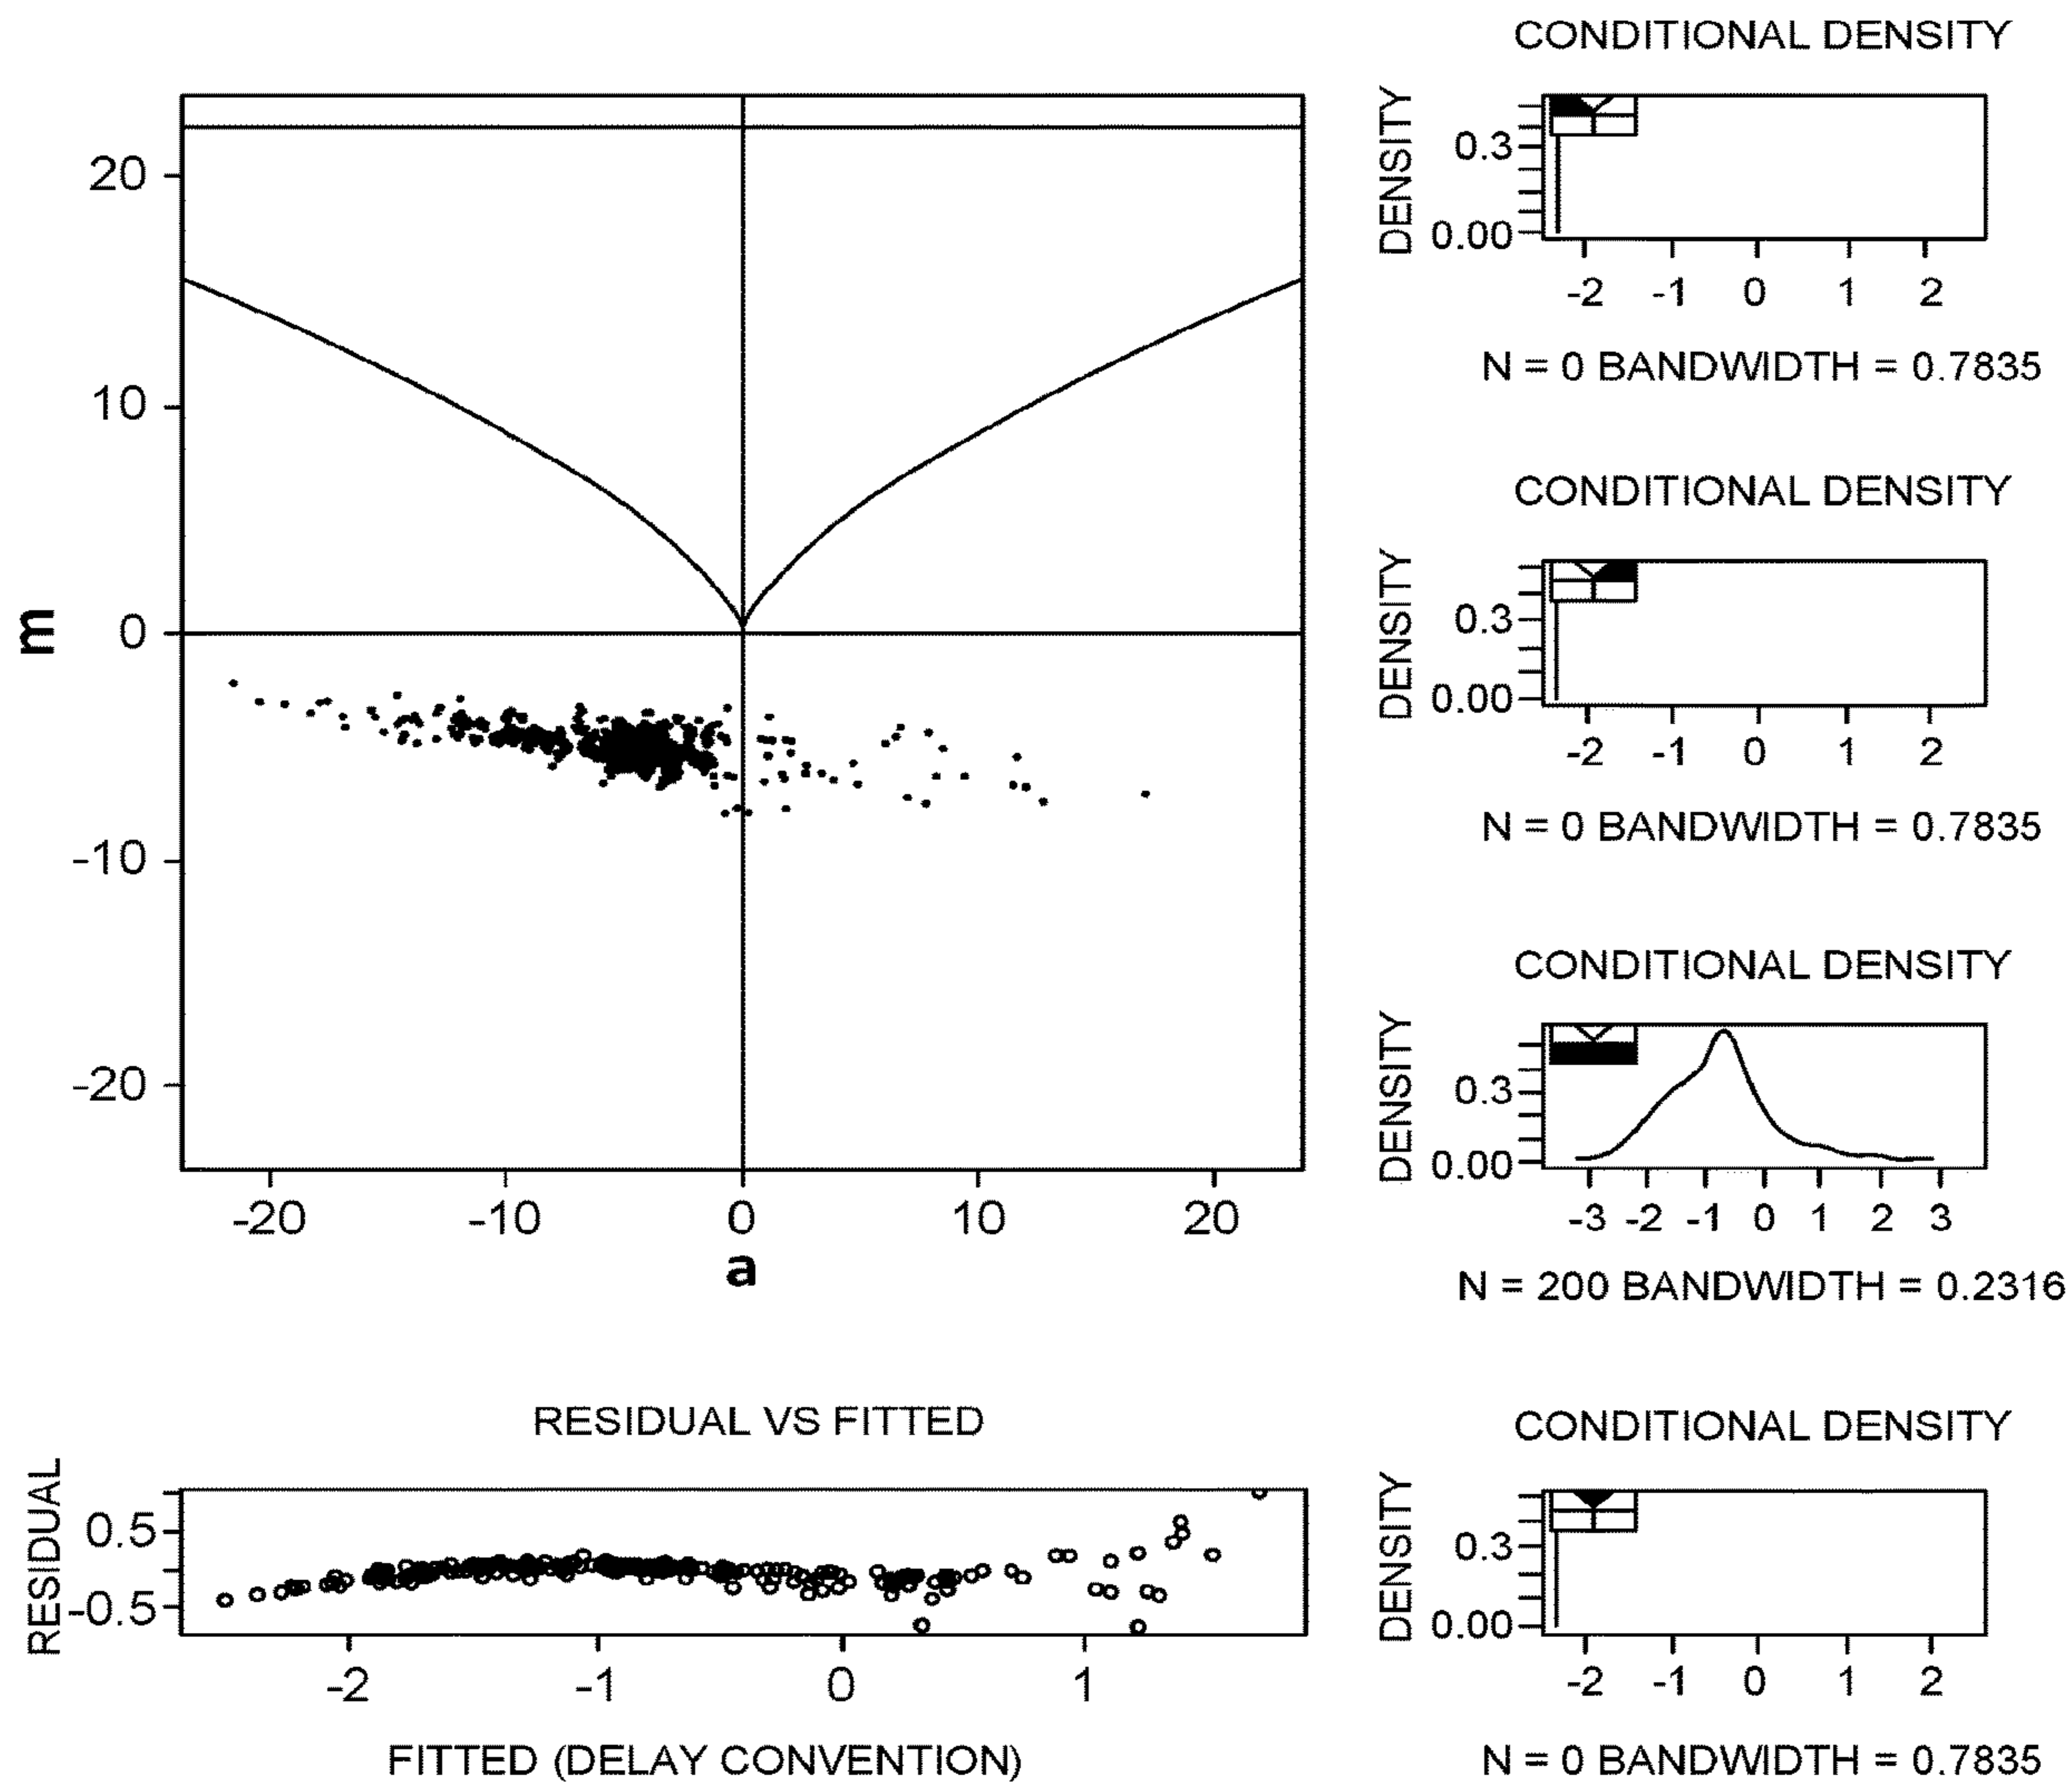 20
10
0
-10
-20
m
-20 -10 0 10 20
a
RESIDUAL VS FITTED
RESIDUAL
0.5
-0.5
-2 -1 0 1
FITTED (DELAY CONVENTION)
CONDITIONAL DENSITY
DENSITY
0.3
0.00
-2 -1 0 1 2
N = 0 BANDWIDTH = 0.7835
CONDITIONAL DENSITY
DENSITY
0.3
0.00
-2 -1 0 1 2
N = 0 BANDWIDTH = 0.7835
CONDITIONAL DENSITY
DENSITY
0.3
0.00
-3 -2 -1 0 1 2 3
N = 200 BANDWIDTH = 0.2316
CONDITIONAL DENSITY
DENSITY
0.3
0.00
-2 -1 0 1 2
N = 0 BANDWIDTH = 0.7835